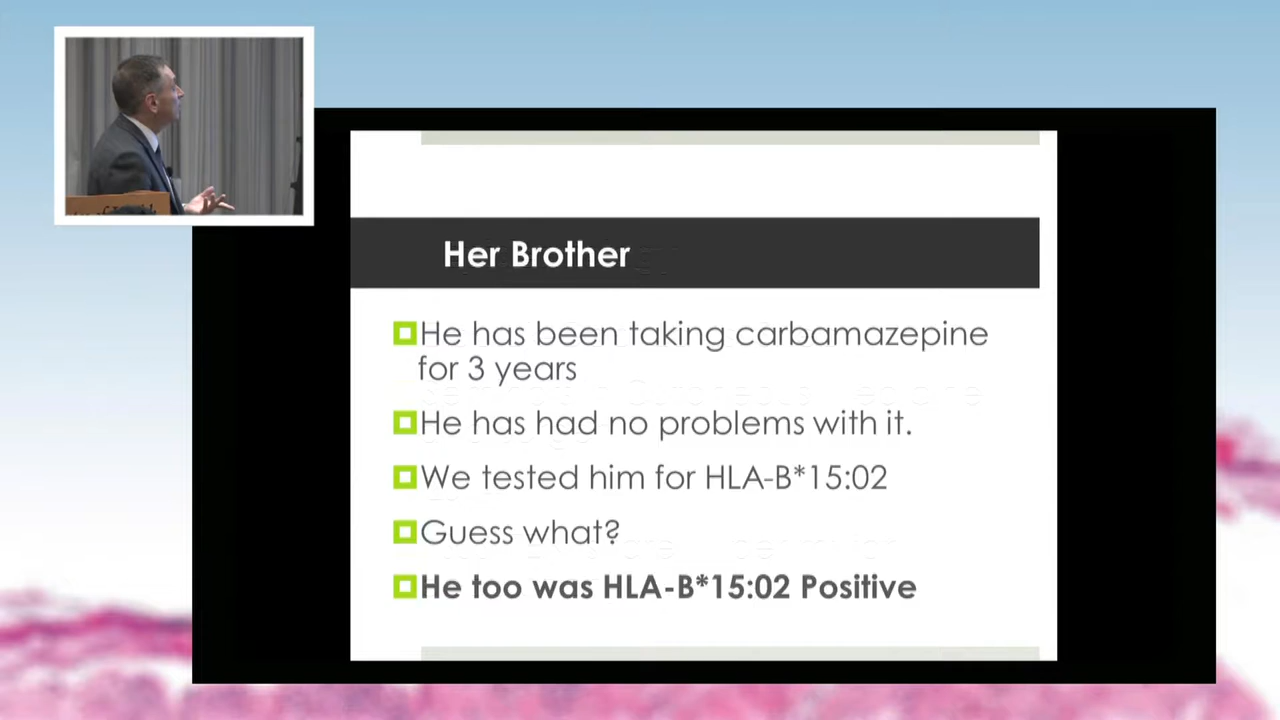 Her Brother
He has been taking carbamazepine
for 3 years
He has had no problems with it.
We tested him for HLA-B*15:02
Guess what?
He too was HLA-B*15:02 Positive